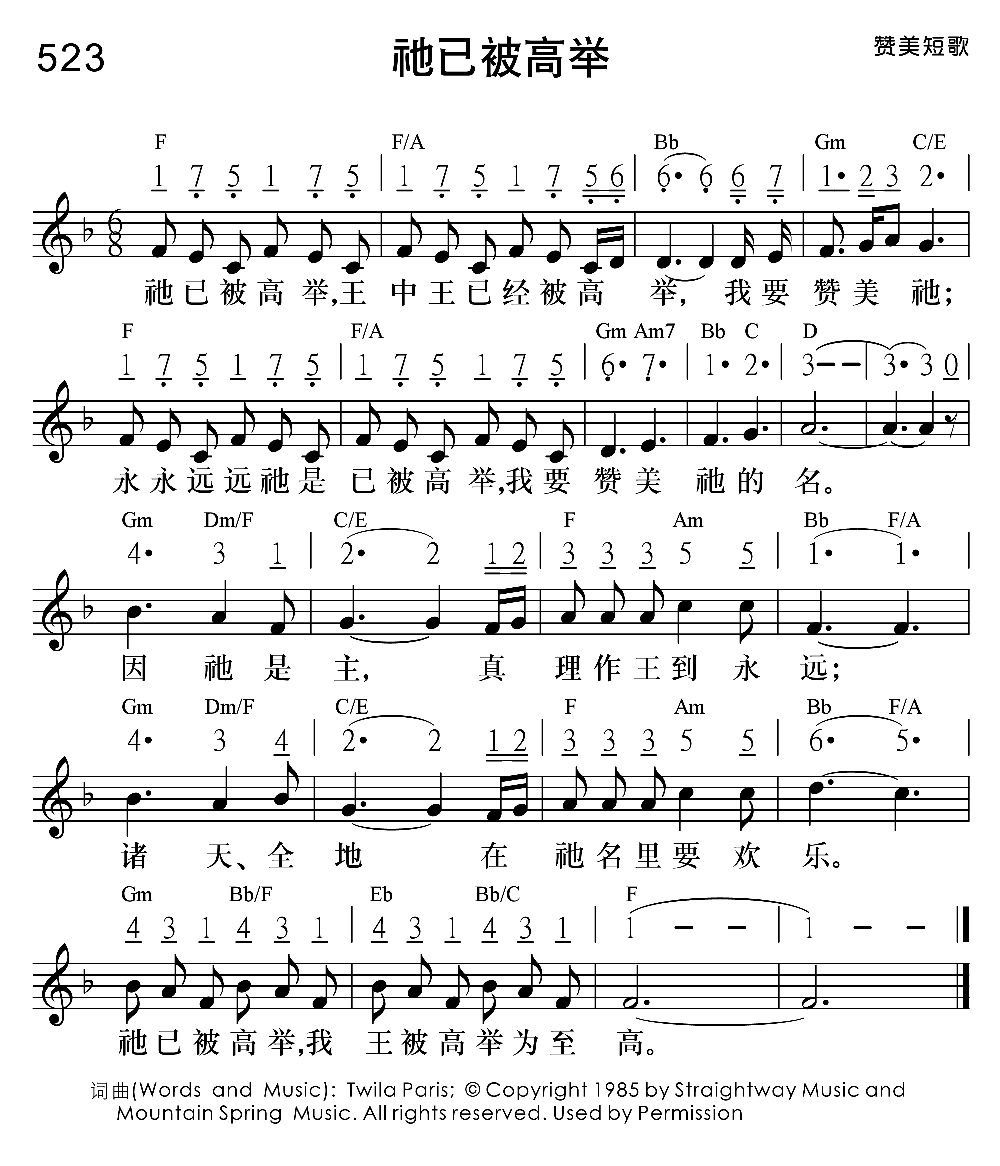 523 祂已被高举 赞美短歌
F F/A Bb Gm C/E
1 7 5 1 7 5 | 1 7 5 1 7 5 6 | 6• 6 6 7 | 1• 2 3 2• |
6/8
祂已被高举,王 中王已经被高 举, 我要 赞美 祂;
F F/A Gm Am7 Bb C D
1 7 5 1 7 5 | 1 7 5 1 7 5 | 6• 7• | 1• 2• | 3 – – | 3• 3 0
永永远远祂是 已被高举,我要 赞美 祂的 名。
Gm Dm/F C/E F Am Bb F/A
4• 3 1 | 2• 2 1 2 | 3 3 3 5 5 | 1• 1• |
因 祂是 主, 真 理作王到永 远;
Gm Dm/F C/E F Am Bb F/A
4• 3 4 | 2• 2 1 2 | 3 3 3 5 5 | 6• 5• |
诸 天、全 地 在 祂名里要欢 乐。
Gm Bb/F Eb Bb/C F
4 3 1 4 3 1 | 4 3 1 4 3 1 | 1 – – | 1 – – ‖
祂已被高举,我 王被高举为至 高。
词曲(Words and Music): Twila Paris; © Copyright 1985 by Straightway Music and
Mountain Spring Music. All rights reserved. Used by Permission